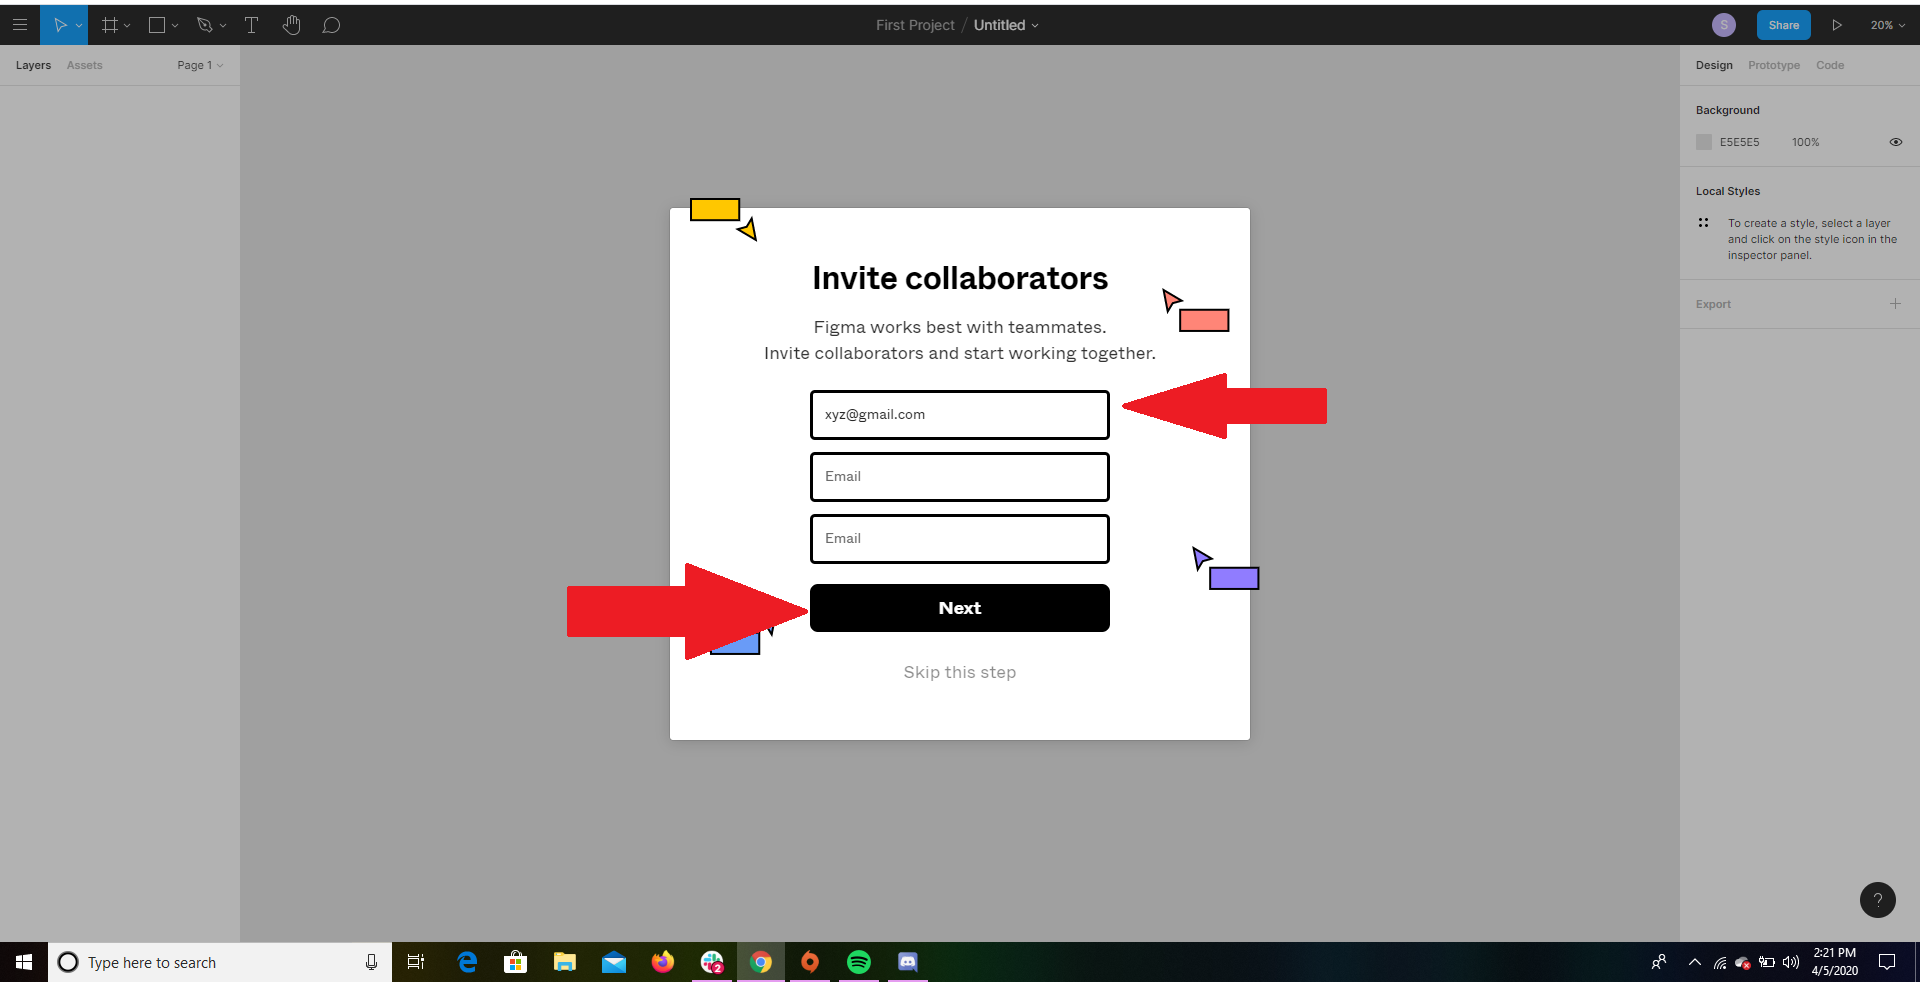 First Project / Untitled
S
Share
20%
Layers Assets Page 1
Design Prototype Code
Background
E5E5E5 100%
Local Styles
To create a style, select a layer
and click on the style icon in the
inspector panel.
Export
Invite collaborators
Figma works best with teammates.
Invite collaborators and start working together.
xyz@gmail.com
Email
Email
Next
Skip this step
?
Type here to search
2
2:21 PM
4/5/2020